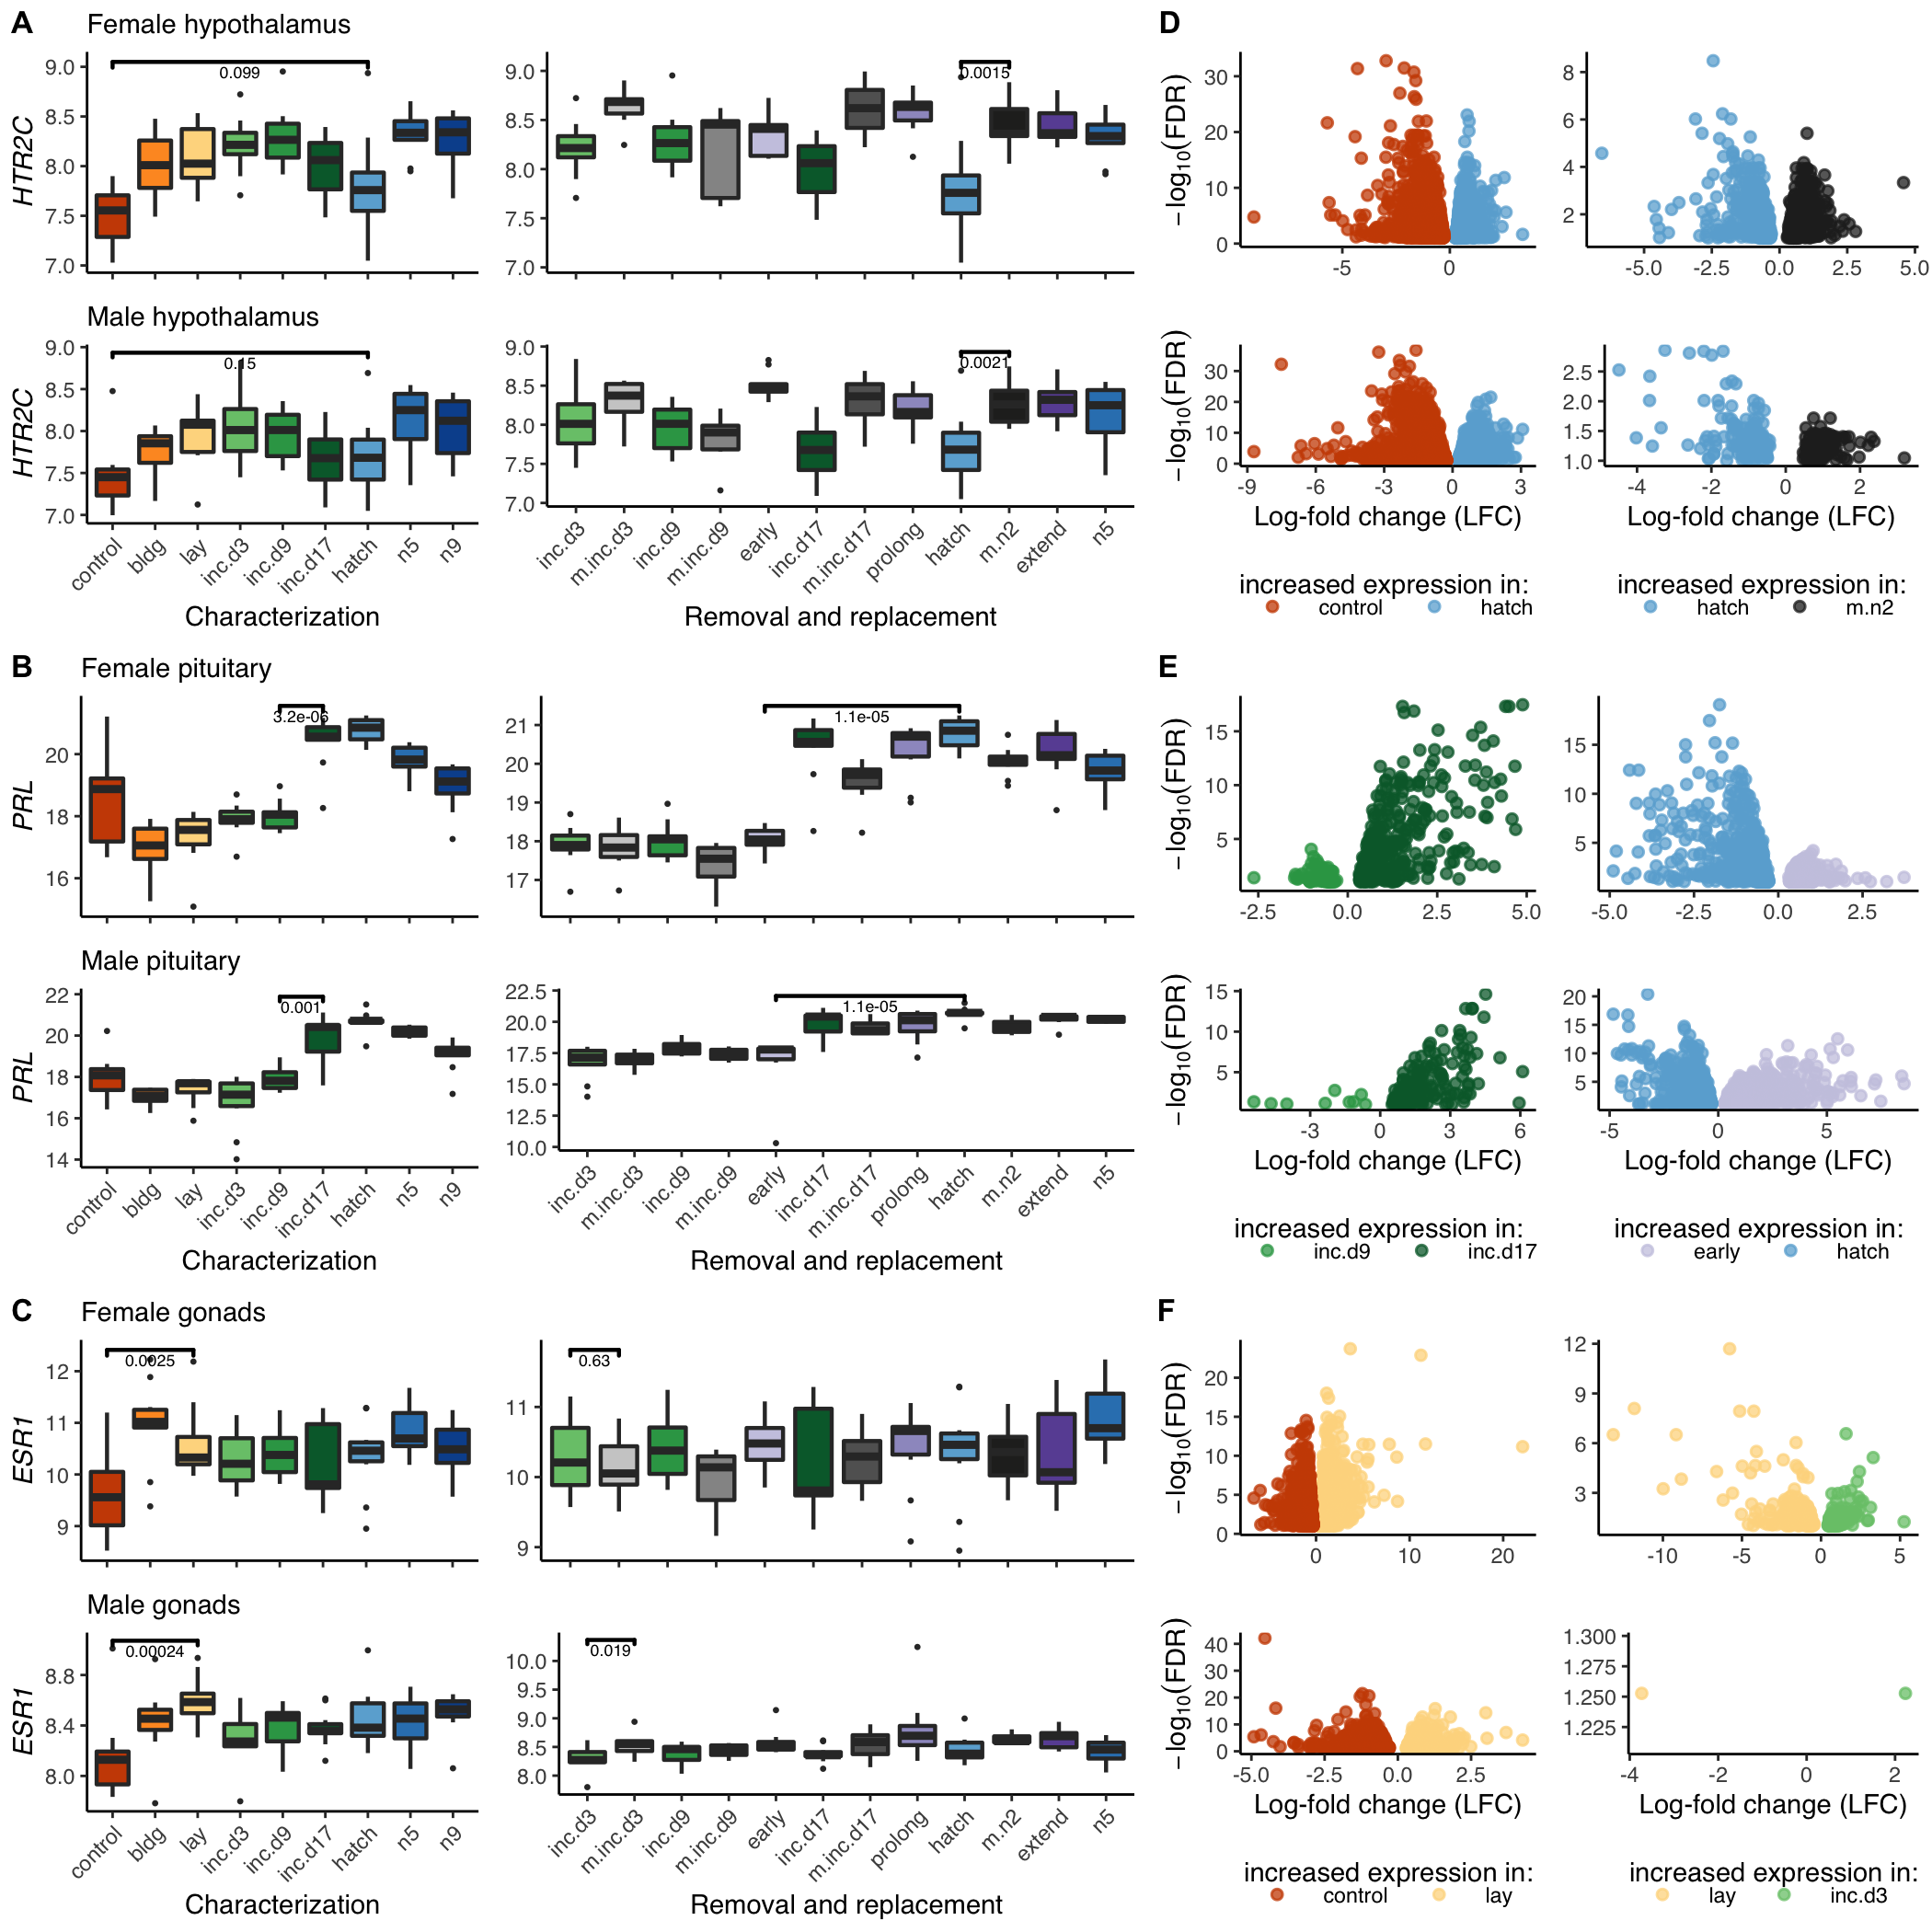 A
Female hypothalamus
HTR2C
9.0
8.5
8.0
7.5
7.0
0.099
9.0
8.5
8.0
7.5
7.0
0.0015
Male hypothalamus
HTR2C
9.0
8.5
8.0
7.5
7.0
0.15
control
bldg
lay
inc.d3
inc.d9
inc.d17
hatch
n5
n9
Characterization
9.0
8.5
8.0
7.5
7.0
0.0021
inc.d3
m.inc.d3
inc.d9
m.inc.d9
early
inc.d17
m.inc.d17
prolong
hatch
m.n2
extend
n5
Removal and replacement
B
Female pituitary
PRL
20
18
16
3.2e-06
21
20
19
18
17
1.1e-05
Male pituitary
PRL
22
20
18
16
14
0.001
control
bldg
lay
inc.d3
inc.d9
inc.d17
hatch
n5
n9
Characterization
22.5
20.0
17.5
15.0
12.5
10.0
1.1e-05
inc.d3
m.inc.d3
inc.d9
m.inc.d9
early
inc.d17
m.inc.d17
prolong
hatch
m.n2
extend
n5
Removal and replacement
C
Female gonads
ESR1
12
11
10
9
0.0025
11
10
9
0.63
Male gonads
ESR1
8.8
8.4
8.0
0.00024
control
bldg
lay
inc.d3
inc.d9
inc.d17
hatch
n5
n9
Characterization
10.0
9.5
9.0
8.5
8.0
0.019
inc.d3
m.inc.d3
inc.d9
m.inc.d9
early
inc.d17
m.inc.d17
prolong
hatch
m.n2
extend
n5
Removal and replacement
D
−log10(FDR)
30
20
10
0
-5 0
8
6
4
2
-5.0 -2.5 0.0 2.5 5.0
−log10(FDR)
30
20
10
0
-9 -6 -3 0 3
Log-fold change (LFC)
2.5
2.0
1.5
1.0
-4 -2 0 2
Log-fold change (LFC)
increased expression in:
control hatch
increased expression in:
hatch m.n2
E
−log10(FDR)
15
10
5
-2.5 0.0 2.5 5.0
15
10
5
-5.0 -2.5 0.0 2.5
−log10(FDR)
15
10
5
-3 0 3 6
Log-fold change (LFC)
20
15
10
5
-5 0 5
Log-fold change (LFC)
increased expression in:
inc.d9 inc.d17
increased expression in:
early hatch
F
−log10(FDR)
20
15
10
5
0
0 10 20
12
9
6
3
-10 -5 0 5
−log10(FDR)
40
30
20
10
0
-5.0 -2.5 0.0 2.5
Log-fold change (LFC)
1.300
1.275
1.250
1.225
-4 -2 0 2
Log-fold change (LFC)
increased expression in:
control lay
increased expression in:
lay inc.d3